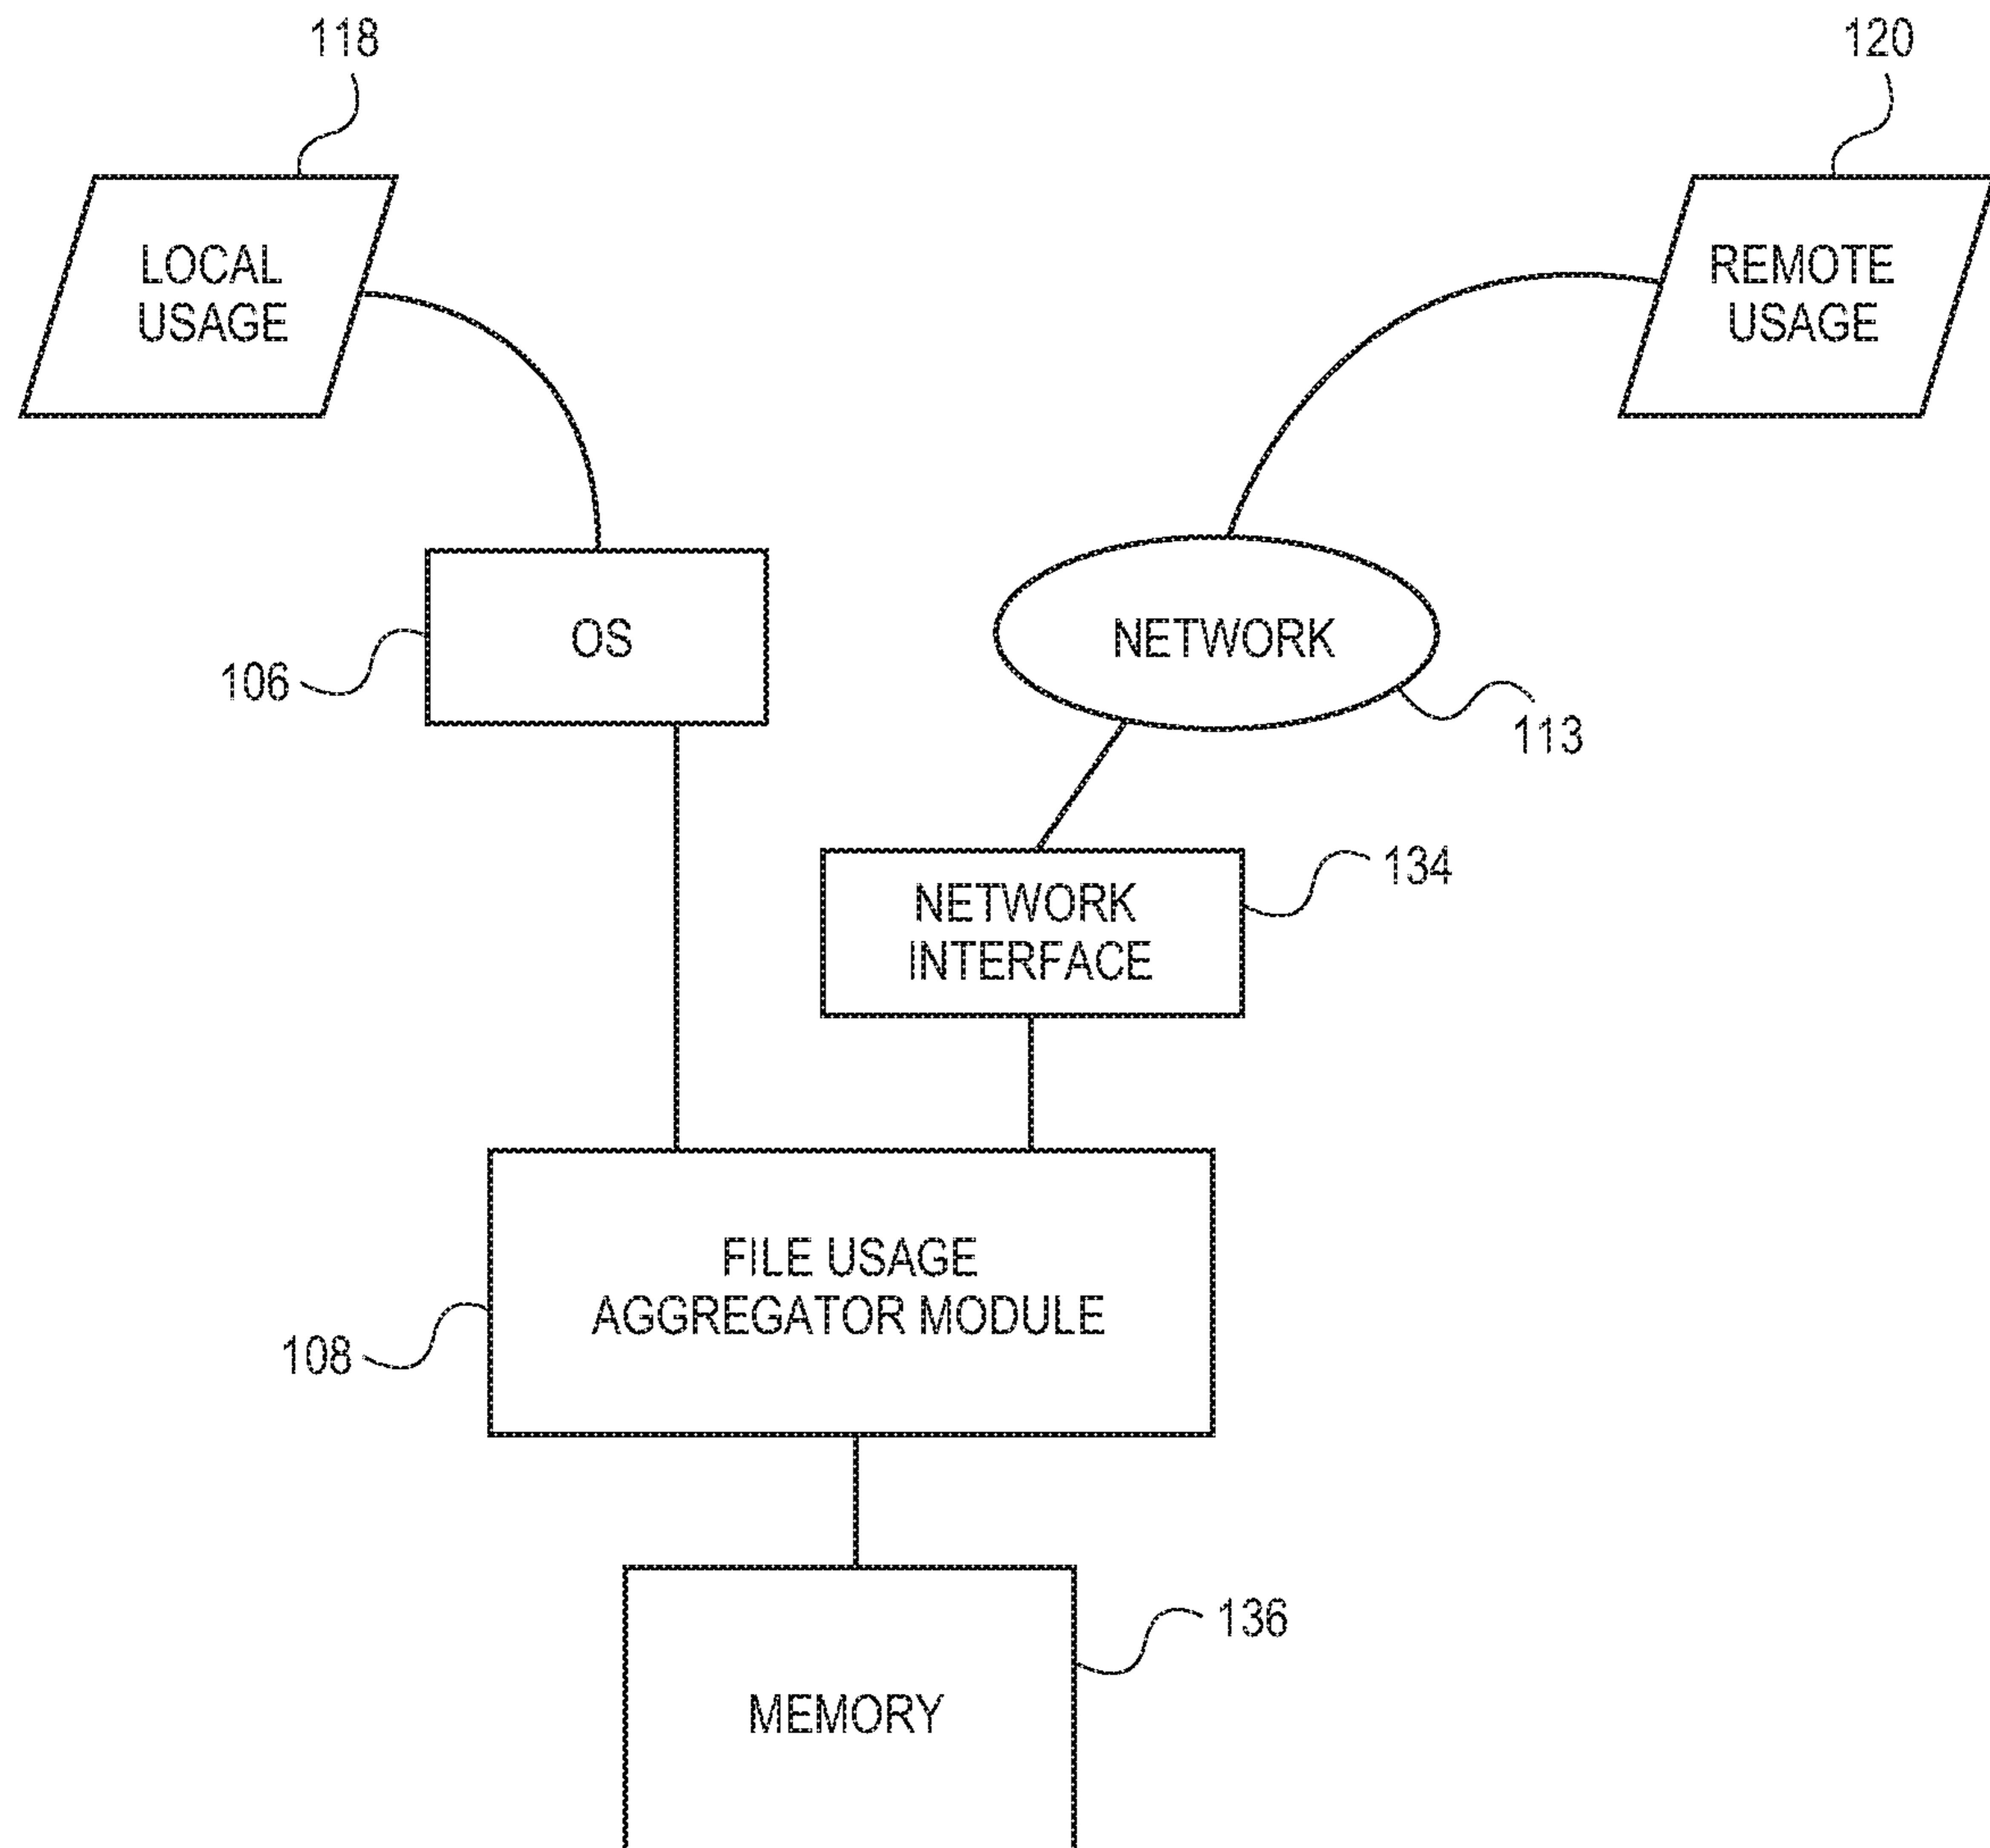 118
120
LOCAL
USAGE
REMOTE
USAGE
OS
NETWORK
106
113
NETWORK
INTERFACE
134
FILE USAGE
AGGREGATOR MODULE
108
136
MEMORY